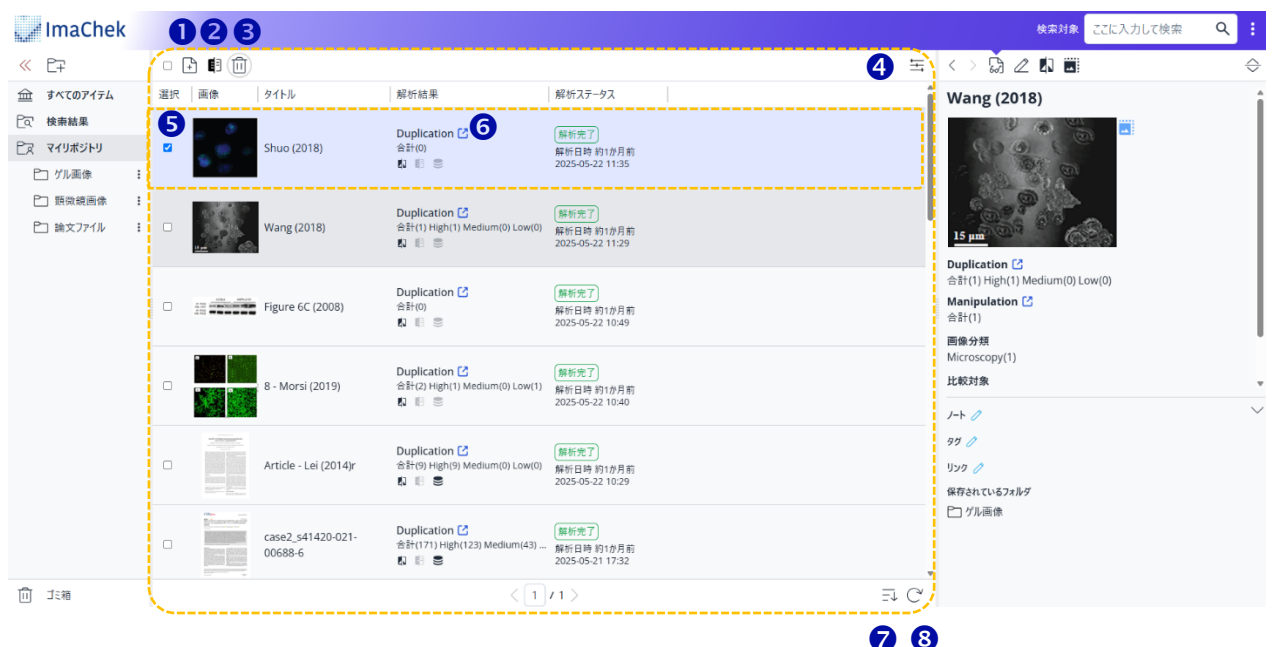 ImaChek
❶ ❷ ❸
検索対象 ここに入力して検索
❹
すべてのアイテム
検索結果
マイリポジトリ
ゲル画像
顕微鏡画像
論文ファイル
ゴミ箱
選択 画像 タイトル 解析結果 解析ステータス
❺ ❻
Shuo (2018)
Duplication
合計(0)
解析完了
解析日時 約1か月前
2025-05-22 11:35
15 μm
Wang (2018)
Duplication
合計(1) High(1) Medium(0) Low(0)
解析完了
解析日時 約1か月前
2025-05-22 11:29
Figure 6C (2008)
Duplication
合計(0)
解析完了
解析日時 約1か月前
2025-05-22 10:49
8 - Morsi (2019)
Duplication
合計(2) High(1) Medium(0) Low(1)
解析完了
解析日時 約1か月前
2025-05-22 10:40
Article - Lei (2014)r
Duplication
合計(9) High(9) Medium(0) Low(0)
解析完了
解析日時 約1か月前
2025-05-22 10:29
case2_s41420-021-
00688-6
Duplication
合計(171) High(123) Medium(43) ...
解析完了
解析日時 約1か月前
2025-05-21 17:32
1 / 1
❼ ❽
Wang (2018)
15 μm
Duplication
合計(1) High(1) Medium(0) Low(0)
Manipulation
合計(1)
画像分類
Microscopy(1)
比較対象
ノート
タグ
リンク
保存されているフォルダ
ゲル画像